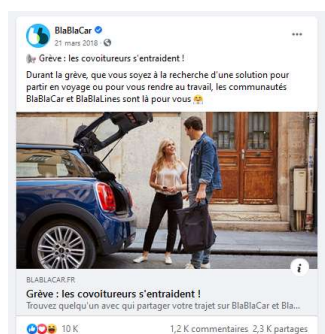 BlaBlaCar
21 mars 2018 ·
Grève : les covoitureurs s'entraident !
Durant la grève, que vous soyez à la recherche d'une solution pour
partir en voyage ou pour vous rendre au travail, les communautés
BlaBlaCar et BlaBlaLines sont là pour vous
BLABLACAR.FR
Grève : les covoitureurs s'entraident !
Trouvez quelqu'un avec qui partager votre trajet sur BlaBlaCar et Bla...
10 K 1,2 K commentaires 2,3 K partages